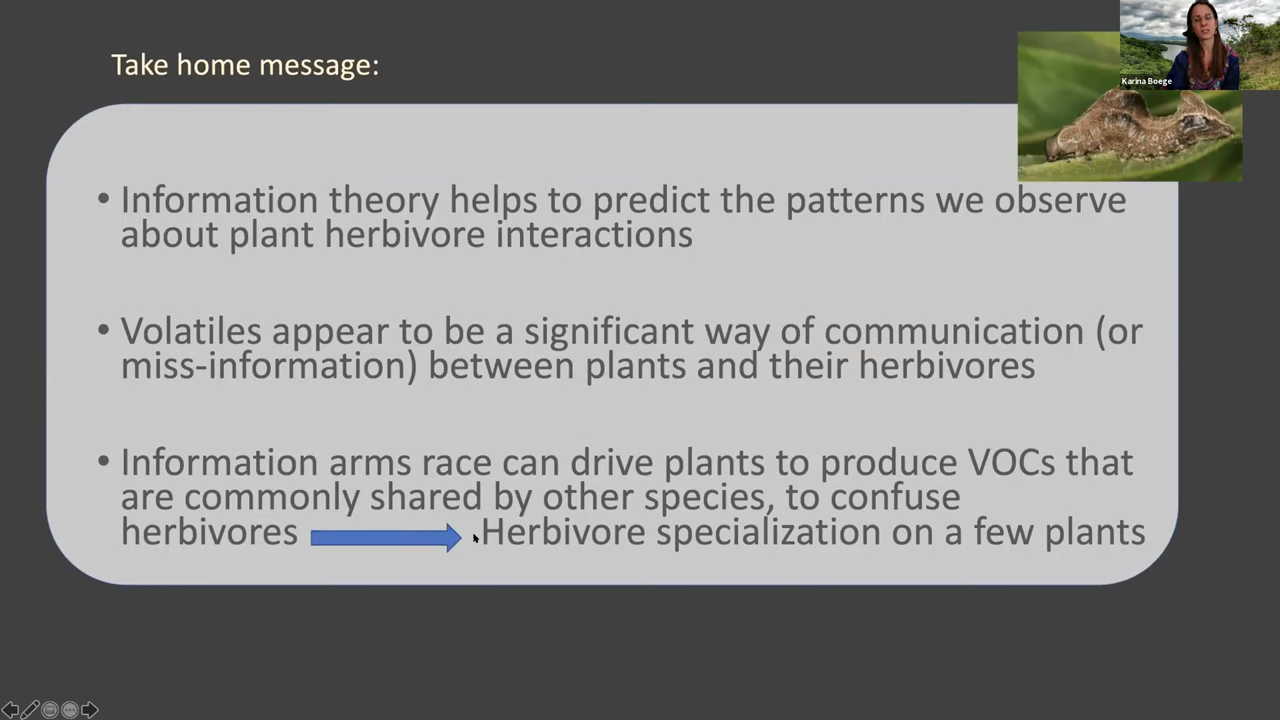 Take home message:
Karina Boege
• Information theory helps to predict the patterns we observe
about plant herbivore interactions
• Volatiles appear to be a significant way of communication (or
miss-information) between plants and their herbivores
• Information arms race can drive plants to produce VOCs that
are commonly shared by other species, to confuse
herbivores Herbivore specialization on a few plants